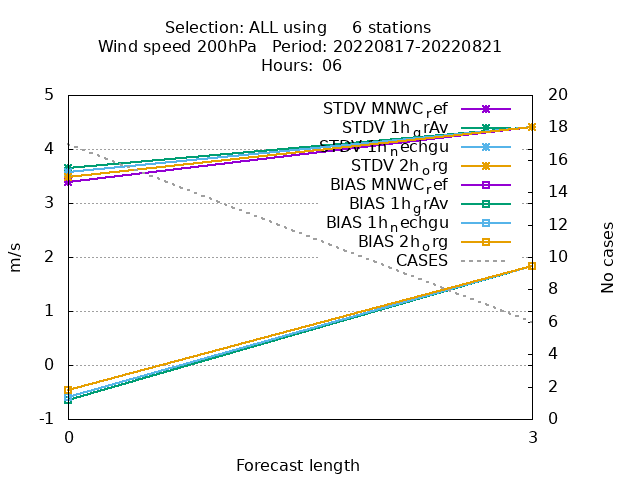 Selection: ALL using 6 stations
Wind speed 200hPa Period: 20220817-20220821
Hours: 06
STDV MNWC_ref
STDV 1h_grAv
STDV 1h_nechgu
STDV 2h_org
BIAS MNWC_ref
BIAS 1h_grAv
BIAS 1h_nechgu
BIAS 2h_org
CASES
5
4
3
2
1
0
-1
m/s
20
18
16
14
12
10
8
6
4
2
0
No cases
0 3
Forecast length